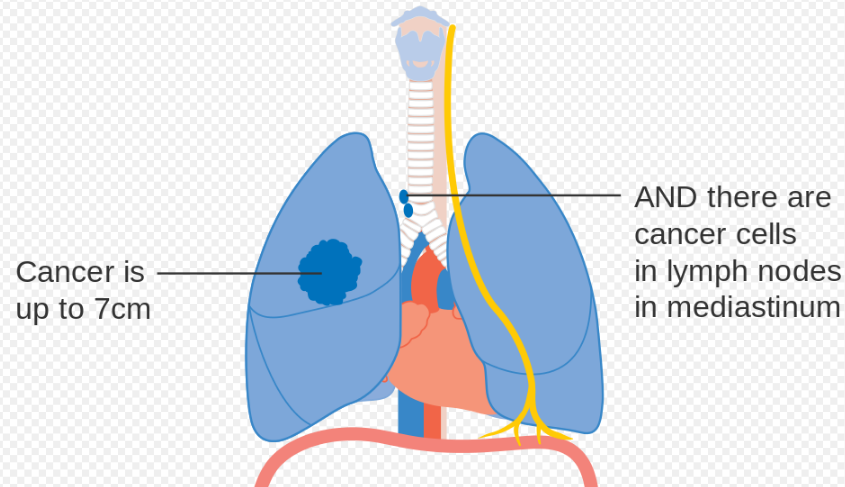 Cancer is
up to 7cm
AND there are
cancer cells
in lymph nodes
in mediastinum